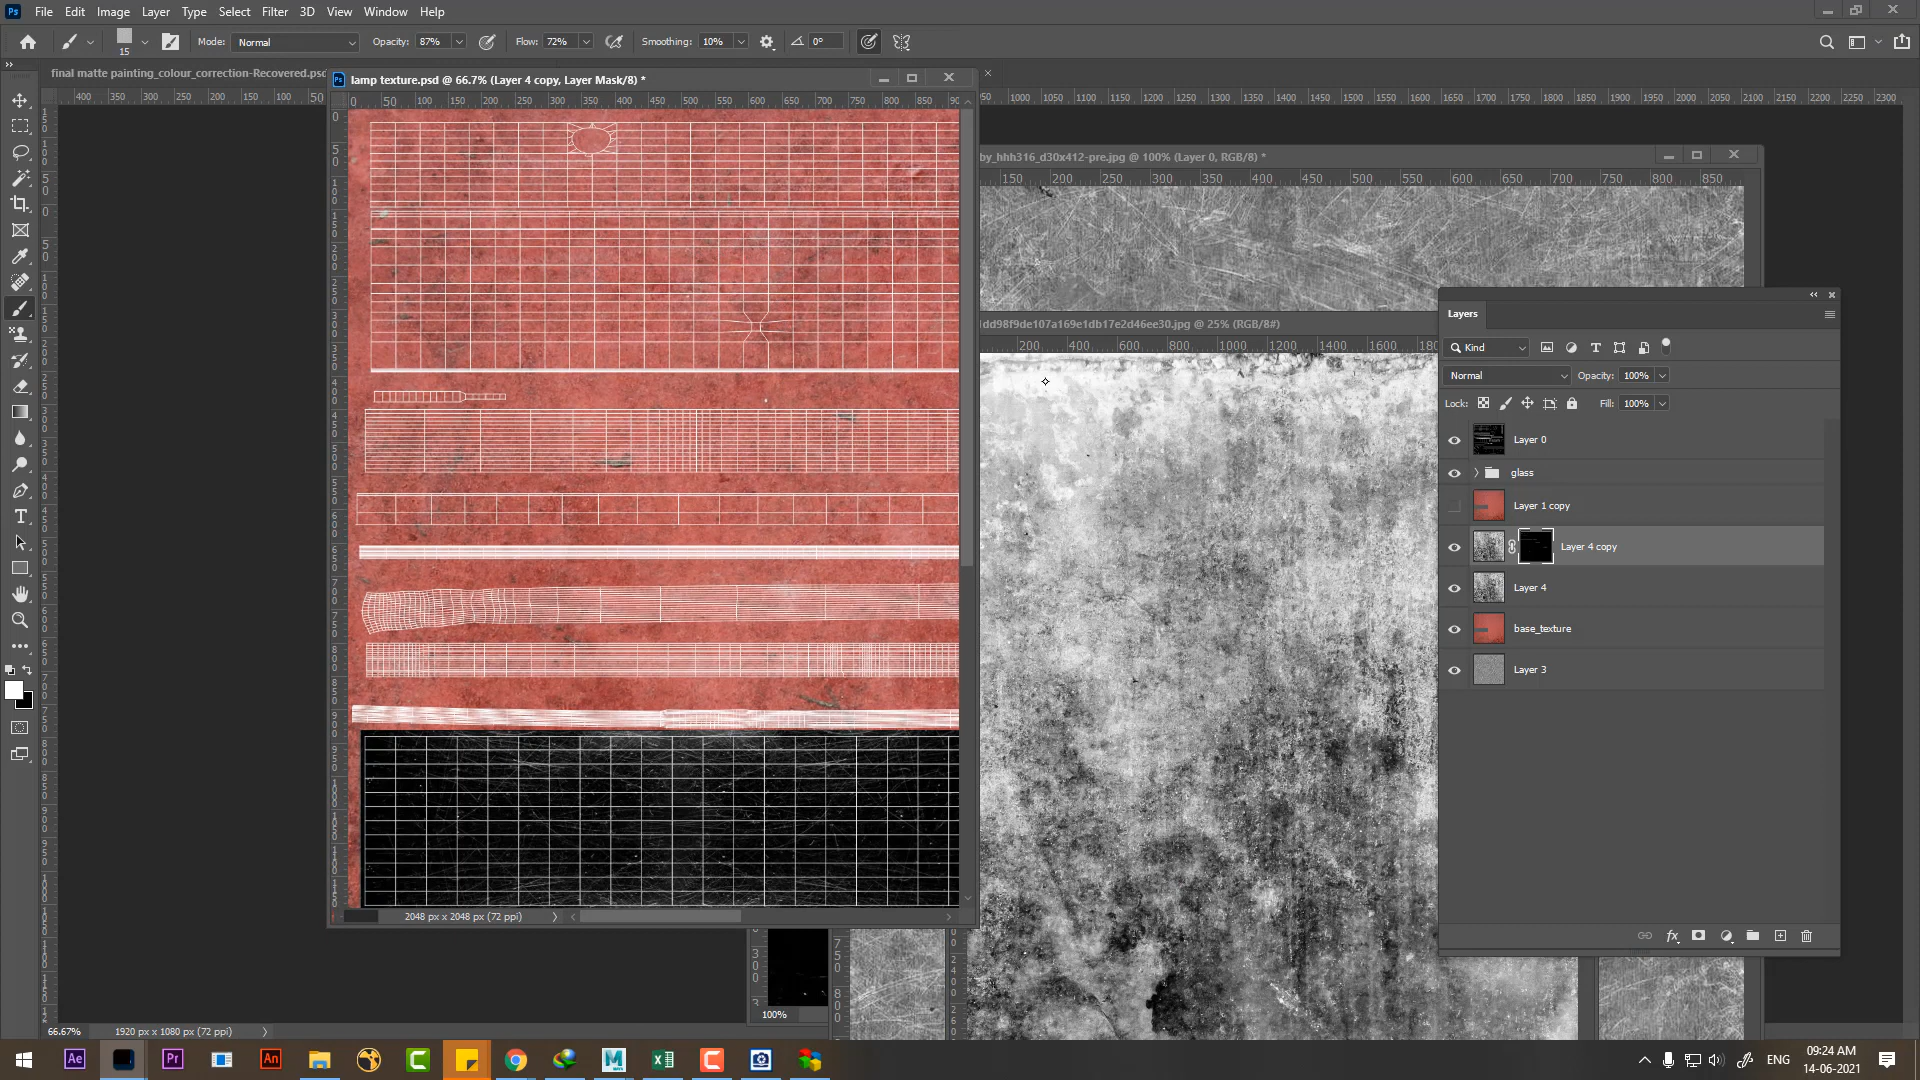 File Edit Image Layer Type Select Filter 3D View Window Help
15 Mode: Normal Opacity: 87% Flow: 72% Smoothing: 10% 0°
final matte painting_colour_correction-Recovered.psd
lamp texture.psd @ 66.7% (Layer 4 copy, Layer Mask/8) *
400 350 300 250 200 150 100 50
0 50 100 150 200 250 300 350 400 450 500 550 600 650 700 750 800 850
1000 1050 1100 1150 1200 1250 1300 1350 1400 1450 1500 1550 1600 1650 1700 1750 1800 1850 1900 1950 2000 2050 2100 2150 2200 2300
by_hhh316_d30x412-pre.jpg @ 100% (Layer 0, RGB/8) *
150 200 250 300 350 400 450 500 550 600 650 700 750 800 850
1dd98f9de107a169e1db17e2d46ee30.jpg @ 25% (RGB/8#)
200 400 600 800 1000 1200 1400 1600
Layers
Kind
Normal Opacity: 100%
Lock: Fill: 100%
Layer 0
glass
Layer 1 copy
Layer 4 copy
Layer 4
base_texture
Layer 3
fx
2048 px x 2048 px (72 ppi)
100%
66.67% 1920 px x 1080 px (72 ppi)
Ae Pr An
ENG
09:24 AM
14-06-2021